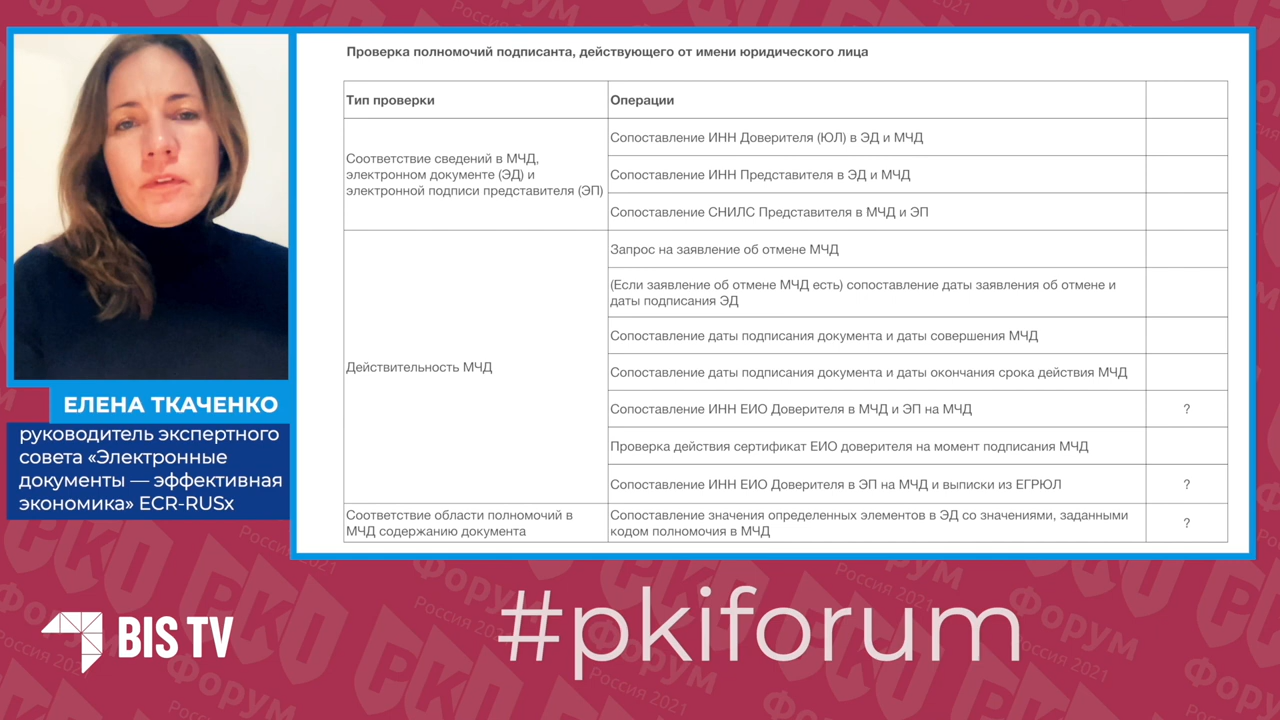 Проверка полномочий подписанта, действующего от имени юридического лица
Тип проверки
Операции
Соответствие сведений в МЧД,
электронном документе (ЭД) и
электронной подписи представителя (ЭП)
Сопоставление ИНН Доверителя (ЮЛ) в ЭД и МЧД
Сопоставление ИНН Представителя в ЭД и МЧД
Сопоставление СНИЛС Представителя в МЧД и ЭП
Действительность МЧД
Запрос на заявление об отмене МЧД
(Если заявление об отмене МЧД есть) сопоставление даты заявления об отмене и
даты подписания ЭД
Сопоставление даты подписания документа и даты совершения МЧД
Сопоставление даты подписания документа и даты окончания срока действия МЧД
Сопоставление ИНН ЕИО Доверителя в МЧД и ЭП на МЧД
?
Проверка действия сертификат ЕИО доверителя на момент подписания МЧД
Сопоставление ИНН ЕИО Доверителя в ЭП на МЧД и выписки из ЕГРЮЛ
?
Соответствие области полномочий в
МЧД содержанию документа
Сопоставление значения определенных элементов в ЭД со значениями, заданными
кодом полномочия в МЧД
?
ЕЛЕНА ТКАЧЕНКО
руководитель экспертного
совета «Электронные
документы — эффективная
экономика» ECR-RUSx
BIS TV
#pkiforum
Форум
Россия 2021